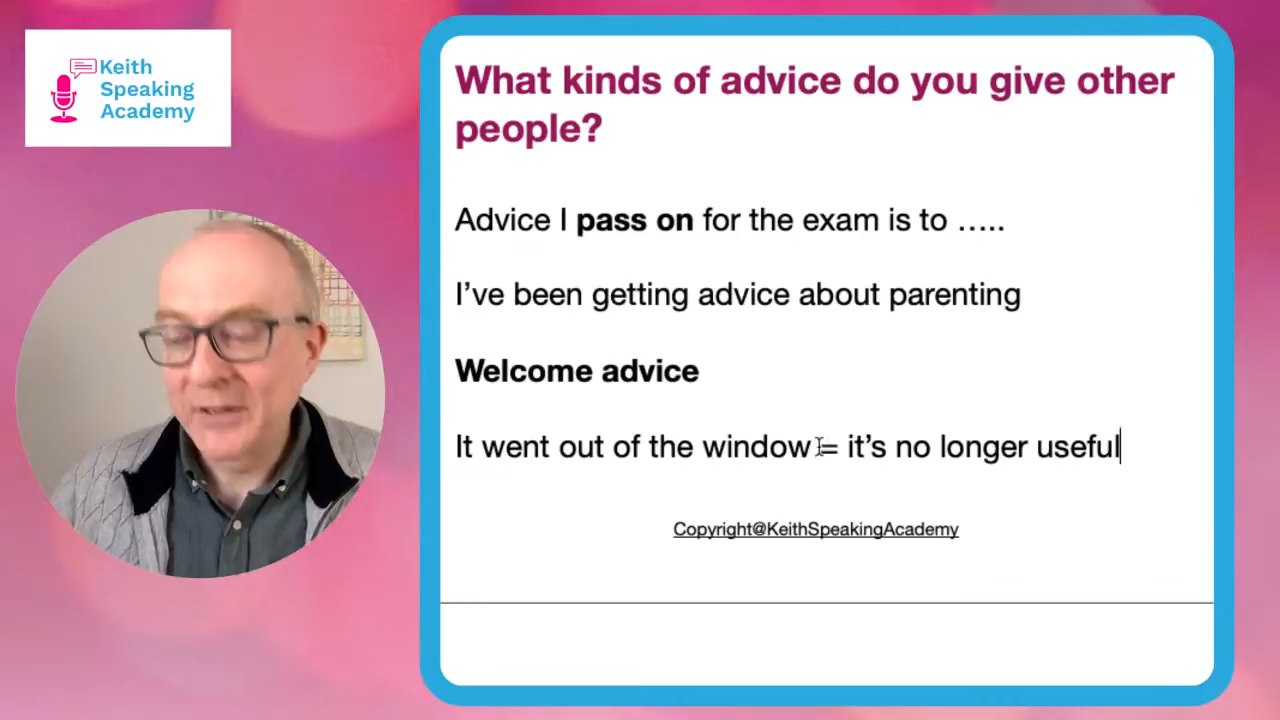 Keith
Speaking
Academy
What kinds of advice do you give other
people?
Advice I pass on for the exam is to …..
I’ve been getting advice about parenting
Welcome advice
It went out of the window = it’s no longer useful
Copyright@KeithSpeakingAcademy